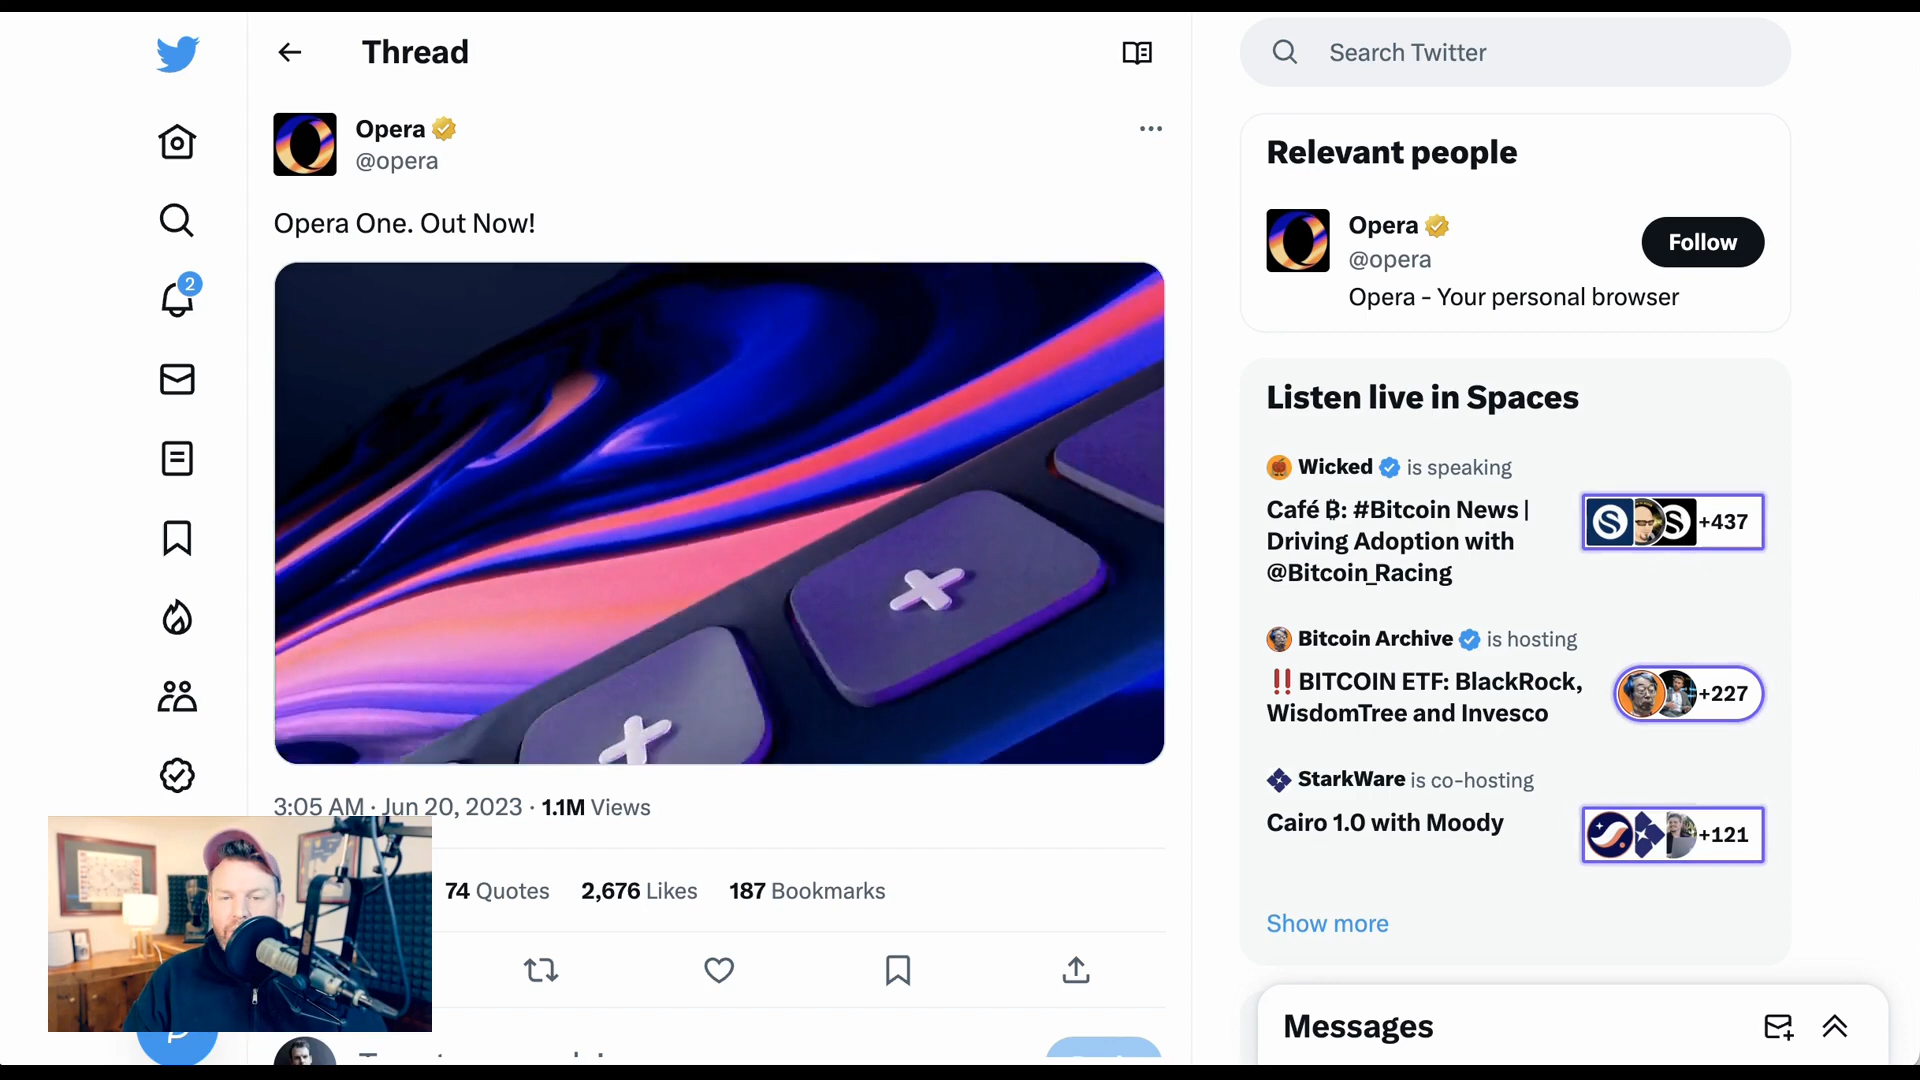 Thread
Search Twitter
Opera
@opera
Opera One. Out Now!
2
3:05 AM · Jun 20, 2023 · 1.1M Views
74 Quotes 2,676 Likes 187 Bookmarks
Relevant people
Opera
@opera
Follow
Opera - Your personal browser
Listen live in Spaces
Wicked is speaking
Café ₿: #Bitcoin News |
Driving Adoption with
@Bitcoin_Racing
+437
Bitcoin Archive is hosting
‼️BITCOIN ETF: BlackRock,
WisdomTree and Invesco
+227
StarkWare is co-hosting
Cairo 1.0 with Moody
+121
Show more
Messages